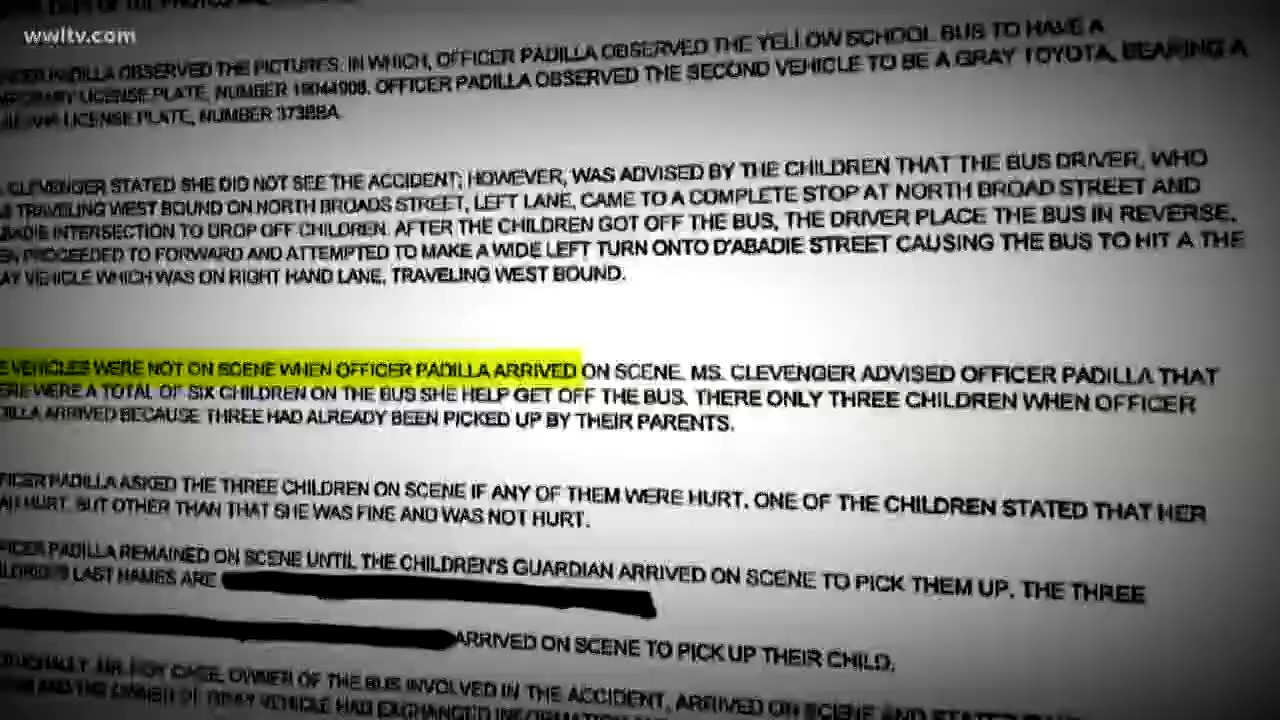 wwltv.com
PADILLA OBSERVED THE PICTURES; IN WHICH, OFFICER PADILLA OBSERVED THE YELLOW SCHOOL BUS TO HAVE A
LICENSE PLATE, NUMBER OFFICER PADILLA OBSERVED THE SECOND VEHICLE TO BE A GRAY TOYOTA, BEARING A
LICENSE PLATE, NUMBER
CLEVENGER STATED SHE DID NOT SEE THE ACCIDENT; HOWEVER, WAS ADVISED BY THE CHILDREN THAT THE BUS DRIVER, WHO
TRAVELING WEST BOUND ON NORTH BROADS STREET, LEFT LANE, CAME TO A COMPLETE STOP AT NORTH BROAD STREET AND
INTERSECTION TO DROP OFF CHILDREN. AFTER THE CHILDREN GOT OFF THE BUS, THE DRIVER PLACE THE BUS IN REVERSE,
PROCEEDED TO FORWARD AND ATTEMPTED TO MAKE A WIDE LEFT TURN ONTO D'ABADIE STREET CAUSING THE BUS TO HIT A THE
VEHICLE WHICH WAS ON RIGHT HAND LANE, TRAVELING WEST BOUND.
VEHICLES WERE NOT ON SCENE WHEN OFFICER PADILLA ARRIVED ON SCENE. MS. CLEVENGER ADVISED OFFICER PADILLA THAT
WERE A TOTAL OF SIX CHILDREN ON THE BUS SHE HELP GET OFF THE BUS. THERE ONLY THREE CHILDREN WHEN OFFICER
ARRIVED BECAUSE THREE HAD ALREADY BEEN PICKED UP BY THEIR PARENTS.
PADILLA ASKED THE THREE CHILDREN ON SCENE IF ANY OF THEM WERE HURT. ONE OF THE CHILDREN STATED THAT HER
HURT, BUT OTHER THAN THAT SHE WAS FINE AND WAS NOT HURT.
PADILLA REMAINED ON SCENE UNTIL THE CHILDREN'S GUARDIAN ARRIVED ON SCENE TO PICK THEM UP. THE THREE
LAST NAMES ARE
ARRIVED ON SCENE TO PICK UP THEIR CHILD.
OWNER OF THE BUS INVOLVED IN THE ACCIDENT, ARRIVED ON SCENE AND STATED
AND THE OWNER OF GRAY VEHICLE HAD EXCHANGED